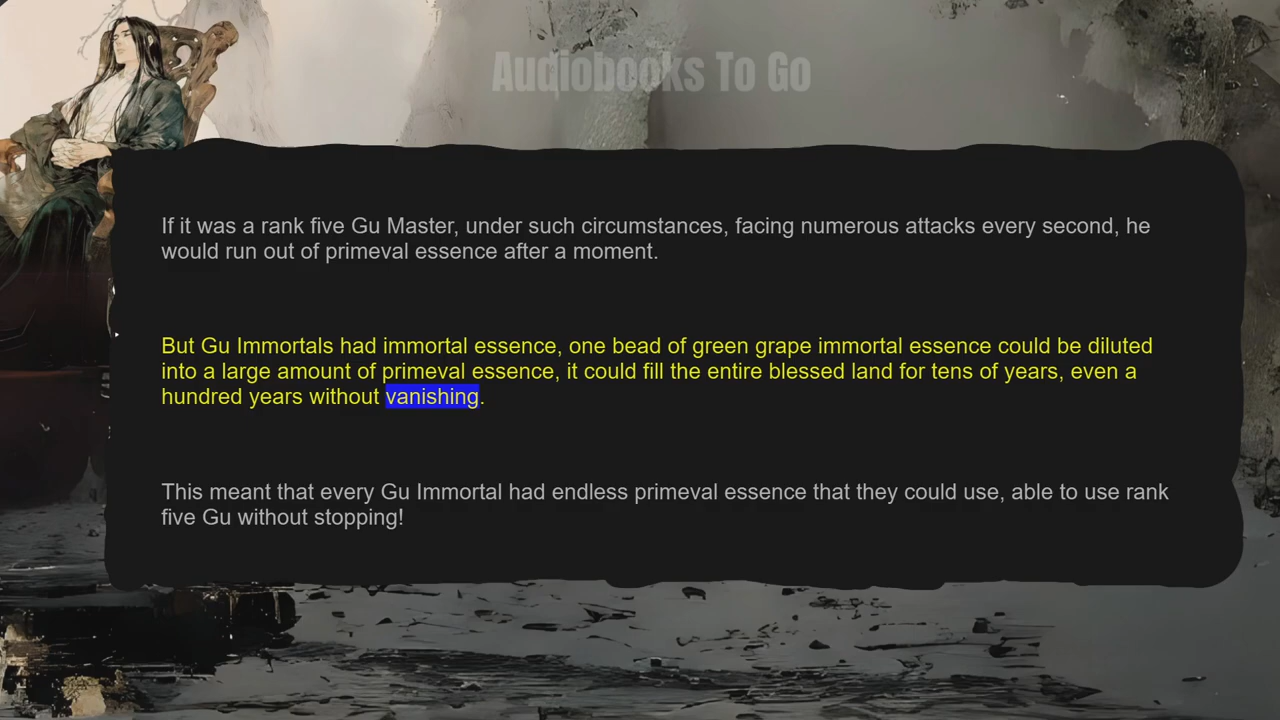 Audiobooks To Go
If it was a rank five Gu Master, under such circumstances, facing numerous attacks every second, he
would run out of primeval essence after a moment.
But Gu Immortals had immortal essence, one bead of green grape immortal essence could be diluted
into a large amount of primeval essence, it could fill the entire blessed land for tens of years, even a
hundred years without vanishing.
This meant that every Gu Immortal had endless primeval essence that they could use, able to use rank
five Gu without stopping!